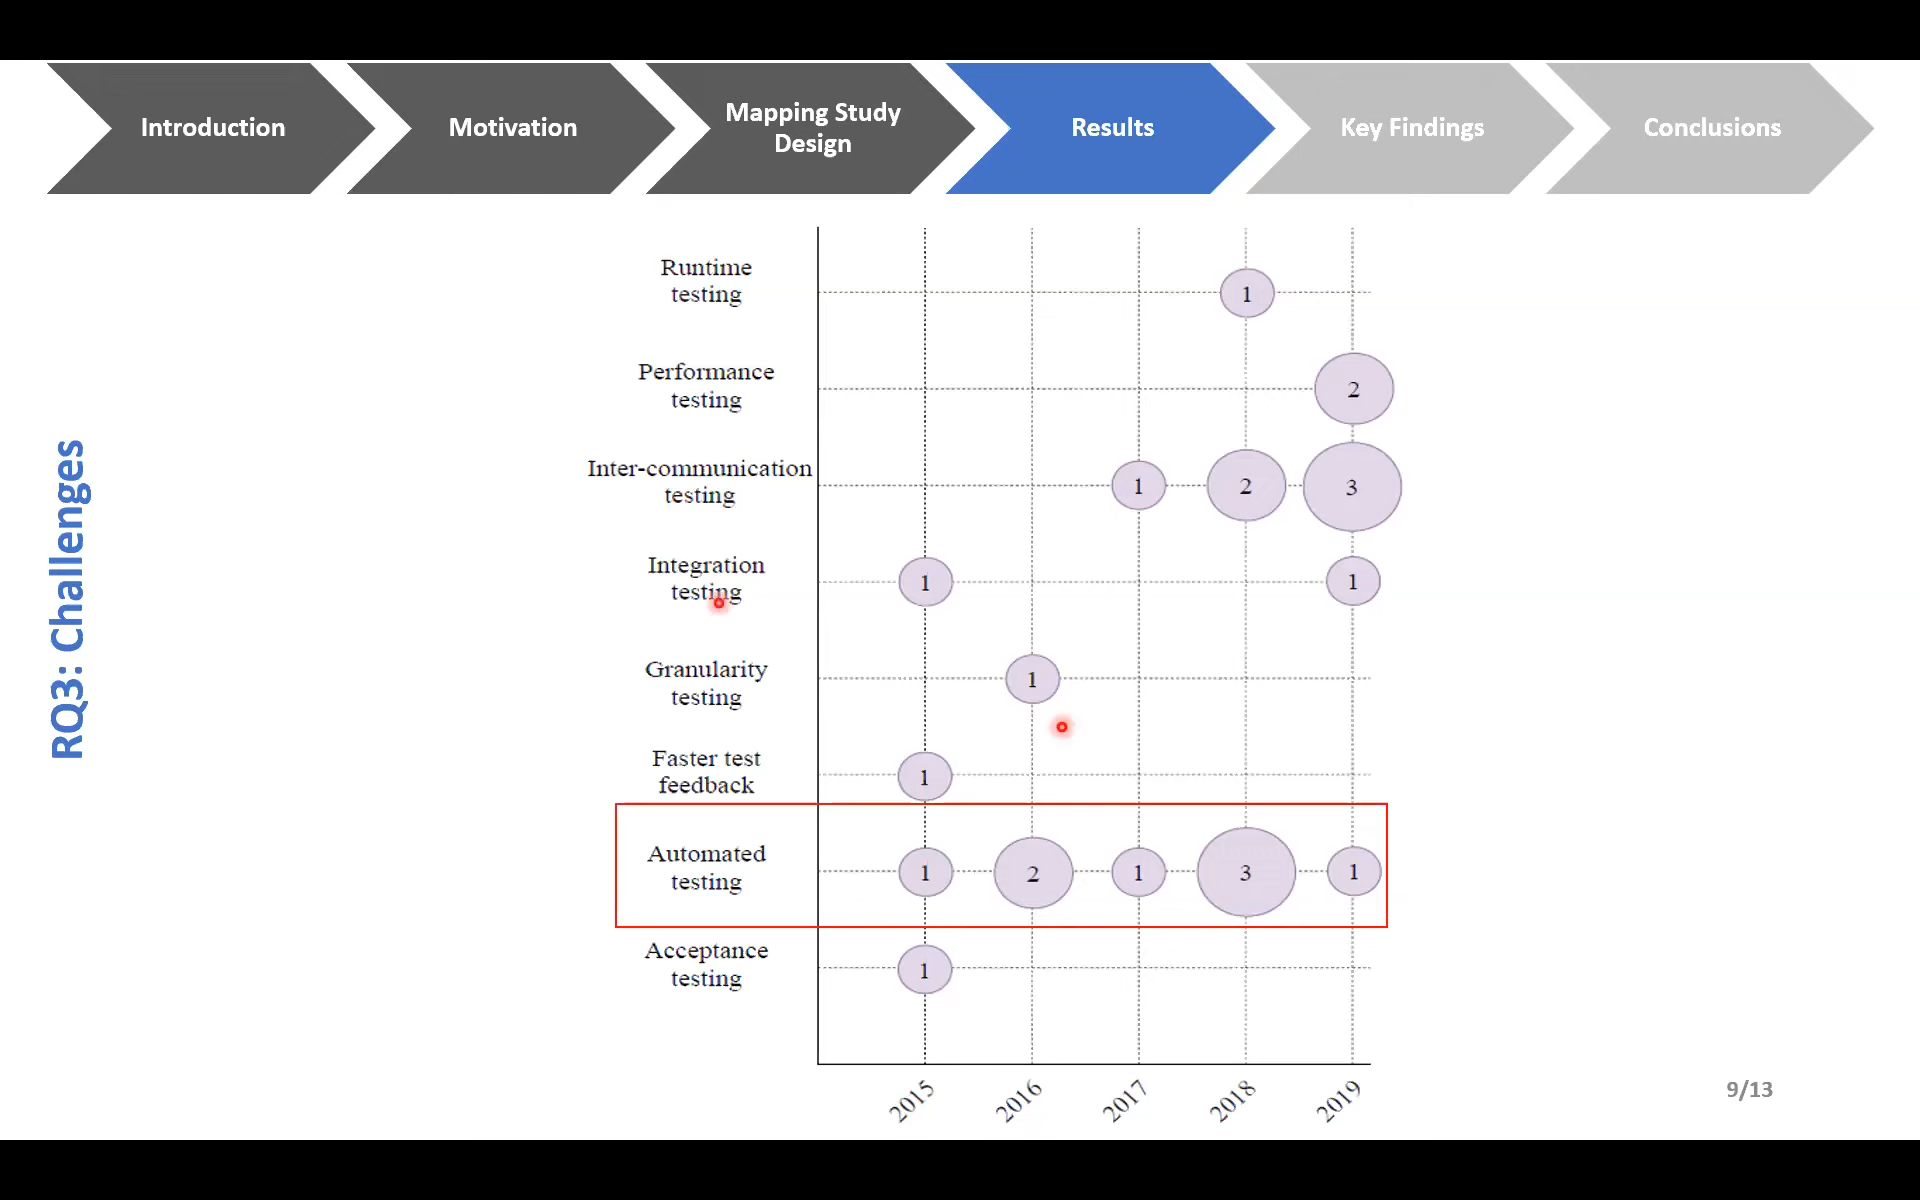 Introduction
Motivation
Mapping Study
Design
Results
Key Findings
Conclusions
RQ3: Challenges
Runtime
testing
1
Performance
testing
2
Inter-communication
testing
1 2 3
Integration
testing
1 1
Granularity
testing
1
Faster test
feedback
1
Automated
testing
1 2 1 3 1
Acceptance
testing
1
2015 2016 2017 2018 2019
9/13